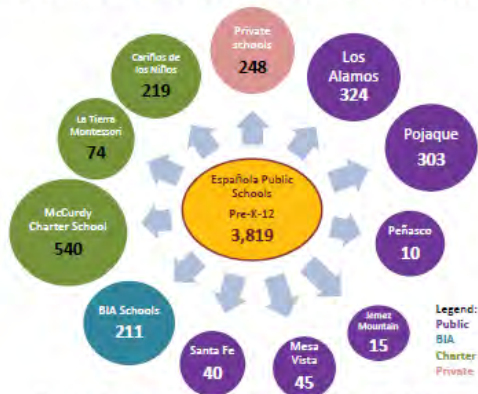 Private
schools
248
Los
Alamos
324
Pojaque
303
Peñasco
10
Jemez
Mountain
15
Mesa
Vista
45
Santa Fe
40
BIA Schools
211
McCurdy
Charter School
540
La Tierra
Montessori
74
Cariños de
los Niños
219
Española Public
Schools
Pre-K-12
3,819
Legend:
Public
BIA
Charter
Private